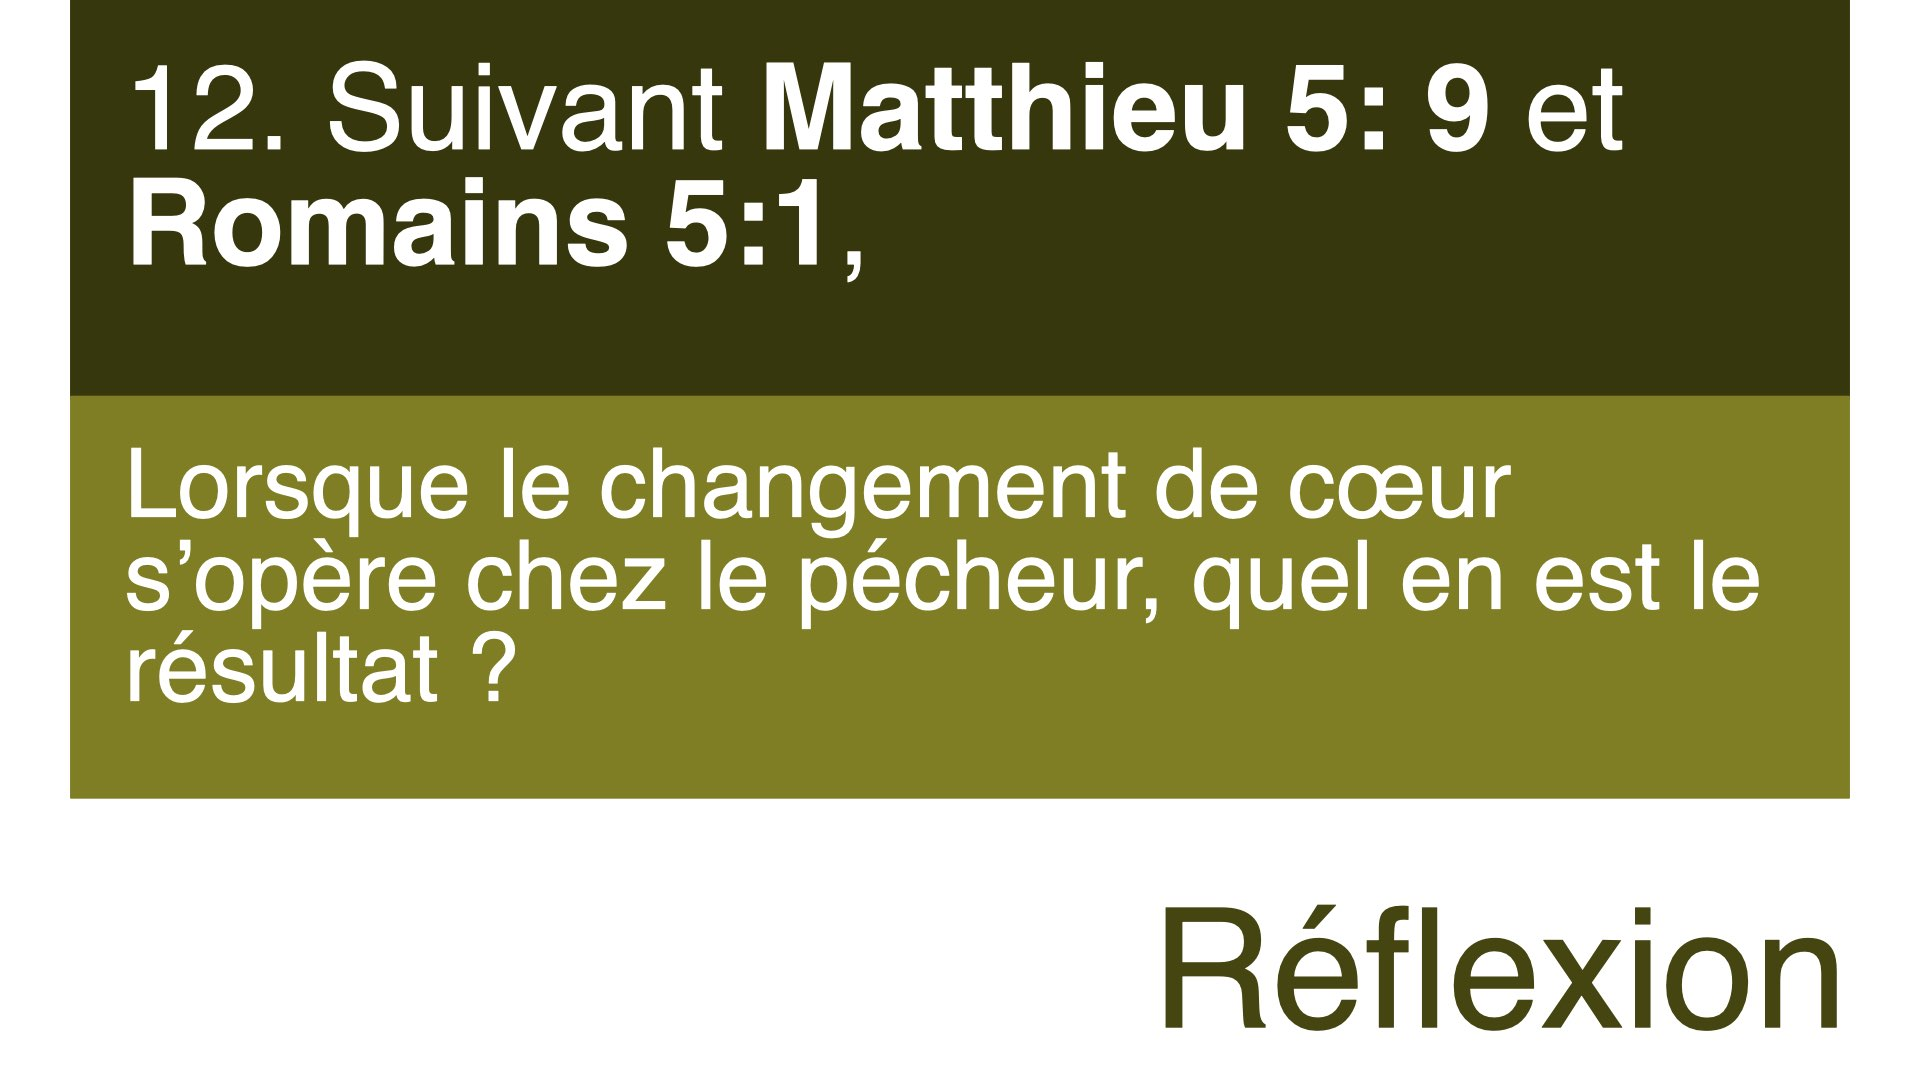 12. Suivant Matthieu 5: 9 et
Romains 5:1,
Lorsque le changement de cœur
s’opère chez le pécheur, quel en est le
résultat ?
Réflexion